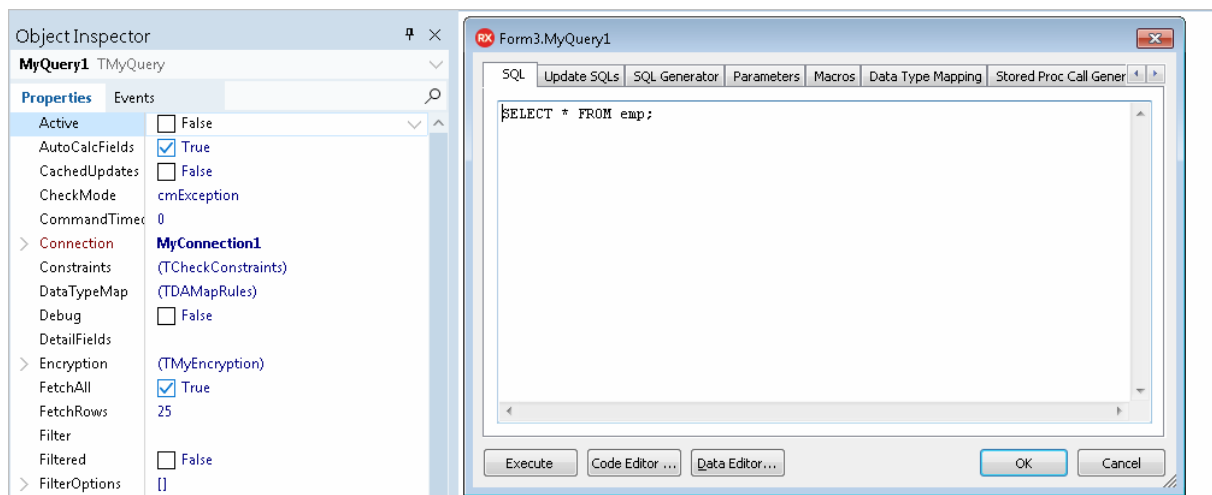 Object Inspector
MyQuery1 TMyQuery
Properties Events
Active False
AutoCalcFields True
CachedUpdates False
CheckMode cmException
CommandTimeo 0
Connection MyConnection1
Constraints (TCheckConstraints)
DataTypeMap (TDAMapRules)
Debug False
DetailFields
Encryption (TMyEncryption)
FetchAll True
FetchRows 25
Filter
Filtered False
FilterOptions []
RX Form3.MyQuery1
SQL Update SQLs SQL Generator Parameters Macros Data Type Mapping Stored Proc Call Gener
SELECT * FROM emp;
Execute Code Editor ... Data Editor... OK Cancel